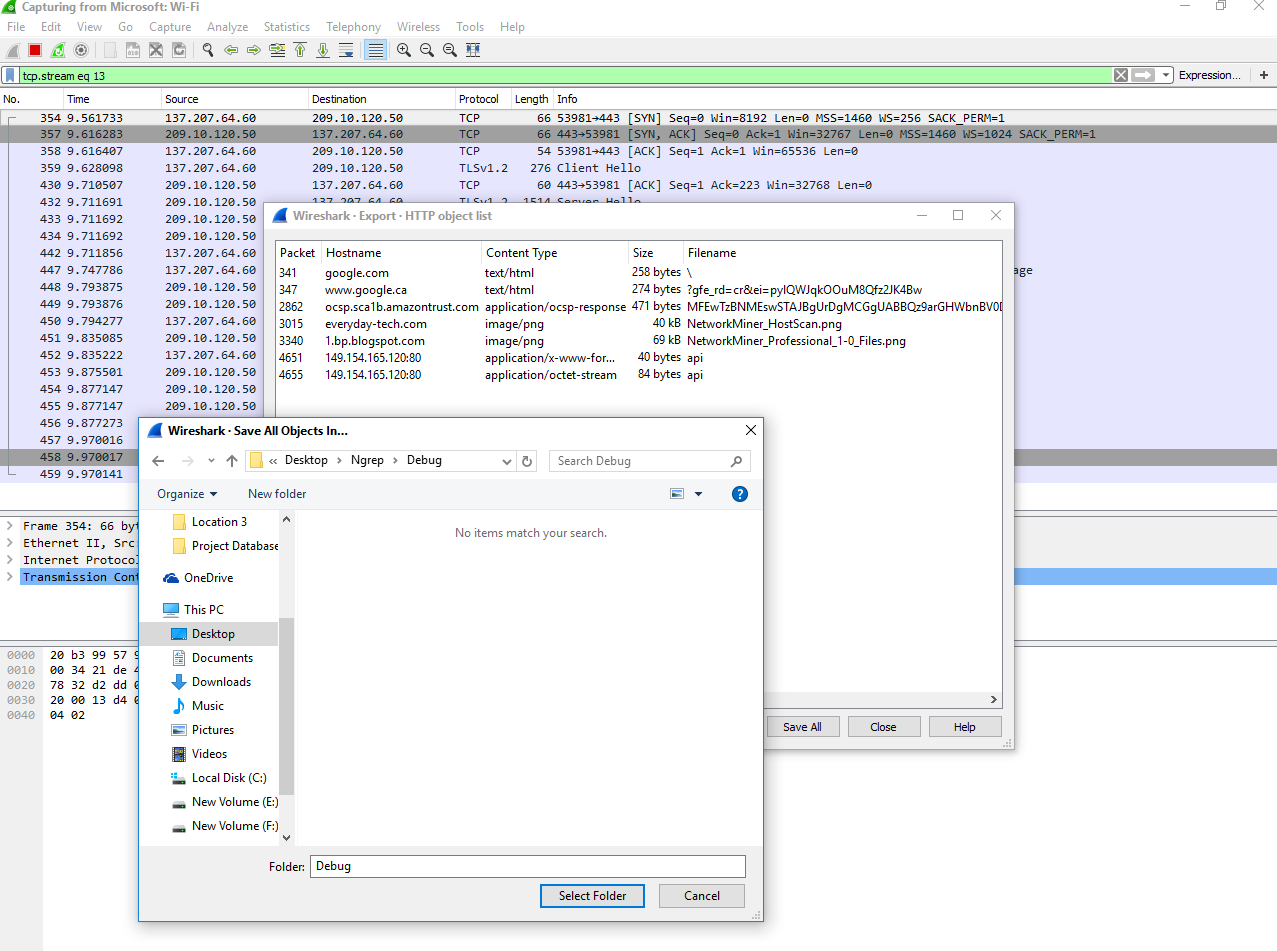 Capturing from Microsoft: Wi-Fi
File Edit View Go Capture Analyze Statistics Telephony Wireless Tools Help
tcp.stream eq 13 Expression... +
No. Time Source Destination Protocol Length Info
354 9.561733 137.207.64.60 209.10.120.50 TCP 66 53981→443 [SYN] Seq=0 Win=8192 Len=0 MSS=1460 WS=256 SACK_PERM=1
357 9.616283 209.10.120.50 137.207.64.60 TCP 66 443→53981 [SYN, ACK] Seq=0 Ack=1 Win=32767 Len=0 MSS=1460 WS=1024 SACK_PERM=1
358 9.616407 137.207.64.60 209.10.120.50 TCP 54 53981→443 [ACK] Seq=1 Ack=1 Win=65536 Len=0
359 9.628098 137.207.64.60 209.10.120.50 TLSv1.2 276 Client Hello
430 9.710507 209.10.120.50 137.207.64.60 TCP 60 443→53981 [ACK] Seq=1 Ack=223 Win=32768 Len=0
432 9.711691 209.10.120.50 137.207.64.60 TLSv1.2 1514 Server Hello
433 9.711692 209.10.120.50
434 9.711692 209.10.120.50
442 9.711856 137.207.64.60
447 9.747786 137.207.64.60 age
448 9.793875 209.10.120.50
449 9.793876 209.10.120.50
450 9.794277 137.207.64.60
451 9.835085 209.10.120.50
452 9.835222 137.207.64.60
453 9.875501 209.10.120.50
454 9.877147 209.10.120.50
455 9.877147 209.10.120.50
456 9.877273
457 9.970016
458 9.970017
459 9.970141
Wireshark · Export · HTTP object list
Packet Hostname Content Type Size Filename
341 google.com text/html 258 bytes \
347 www.google.ca text/html 274 bytes ?gfe_rd=cr&ei=pylQWJqkOOuM8Qfz2JK4Bw
2862 ocsp.sca1b.amazontrust.com application/ocsp-response 471 bytes MFEwTzBNMEswSTAJBgUrDgMCGgUABBQz9arGHWbnBV0D
3015 everyday-tech.com image/png 40 kB NetworkMiner_HostScan.png
3340 1.bp.blogspot.com image/png 69 kB NetworkMiner_Professional_1-0_Files.png
4651 149.154.165.120:80 application/x-www-for... 40 bytes api
4655 149.154.165.120:80 application/octet-stream 84 bytes api
Save All Close Help
Wireshark · Save All Objects In...
« Desktop › Ngrep › Debug Search Debug
Organize New folder ?
Location 3
Project Database
OneDrive
This PC
Desktop
Documents
Downloads
Music
Pictures
Videos
Local Disk (C:)
New Volume (E:)
New Volume (F:)
No items match your search.
Folder: Debug
Select Folder Cancel
Frame 354: 66 byt
Ethernet II, Src:
Internet Protocol
Transmission Cont
0000 20 b3 99 57 9
0010 00 34 21 de 4
0020 78 32 d2 dd 0
0030 20 00 13 d4 0
0040 04 02